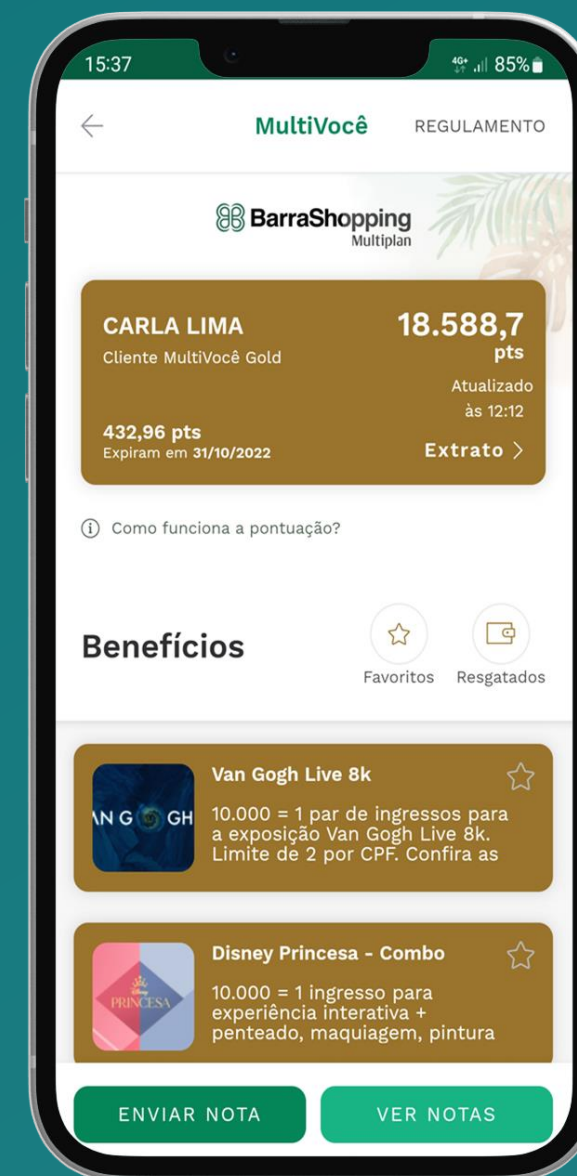 15:37
4G+ 85%
MultiVocê REGULAMENTO
BarraShopping
Multiplan
CARLA LIMA
18.588,7
pts
Cliente MultiVocê Gold
Atualizado
às 12:12
432,96 pts
Expiram em 31/10/2022
Extrato >
Como funciona a pontuação?
Benefícios
Favoritos Resgatados
Van Gogh Live 8k
10.000 = 1 par de ingressos para
a exposição Van Gogh Live 8k.
Limite de 2 por CPF. Confira as
AN GOGH
Disney Princesa - Combo
10.000 = 1 ingresso para
experiência interativa +
penteado, maquiagem, pintura
Disney
PRINCESA
ENVIAR NOTA VER NOTAS